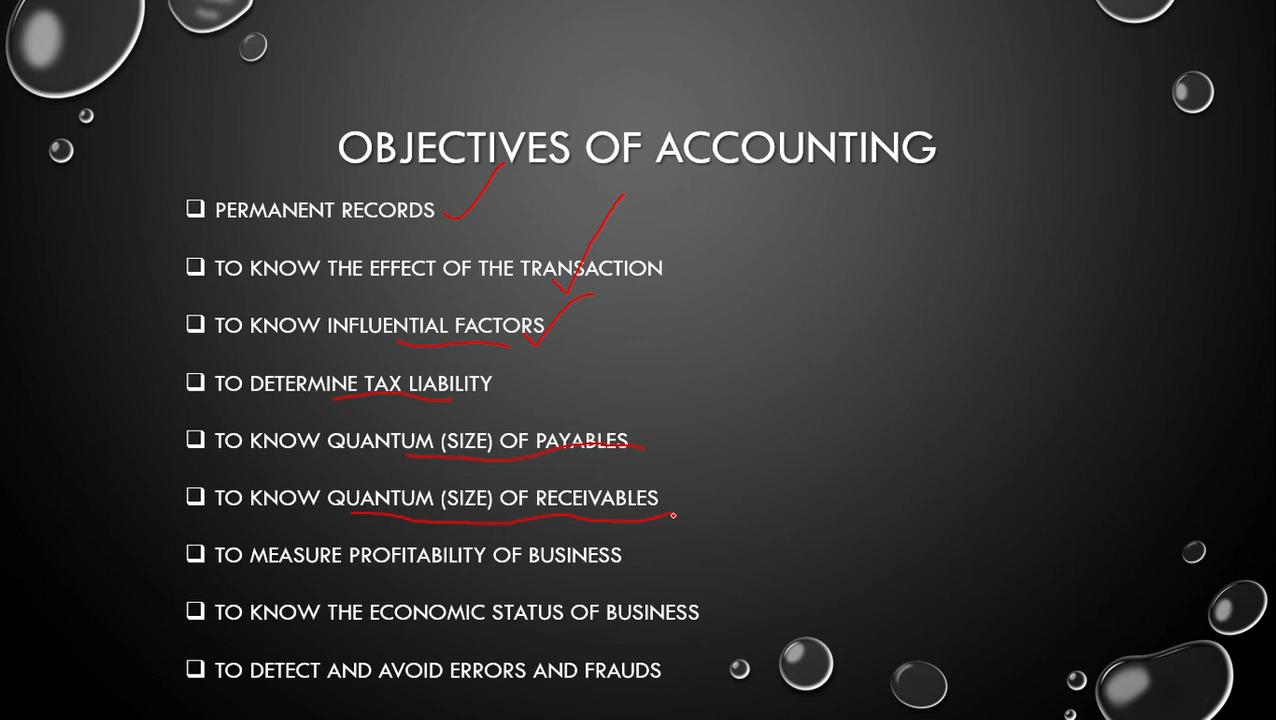 OBJECTIVES OF ACCOUNTING
PERMANENT RECORDS
TO KNOW THE EFFECT OF THE TRANSACTION
TO KNOW INFLUENTIAL FACTORS
TO DETERMINE TAX LIABILITY
TO KNOW QUANTUM (SIZE) OF PAYABLES
TO KNOW QUANTUM (SIZE) OF RECEIVABLES
TO MEASURE PROFITABILITY OF BUSINESS
TO KNOW THE ECONOMIC STATUS OF BUSINESS
TO DETECT AND AVOID ERRORS AND FRAUDS